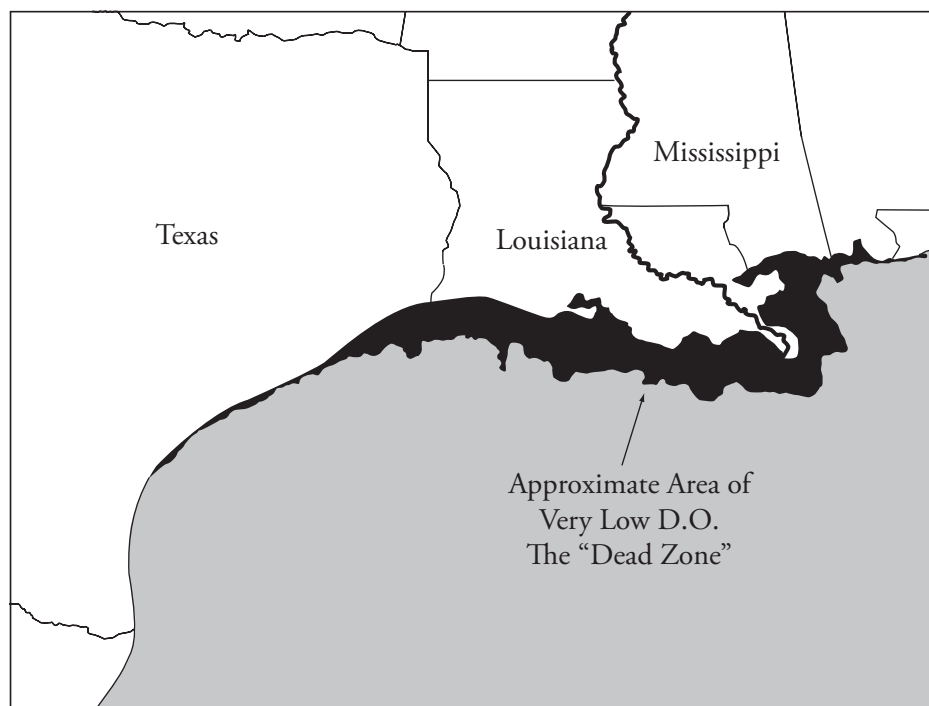 Mississippi
Texas
Louisiana
Approximate Area of
Very Low D.O.
The “Dead Zone”